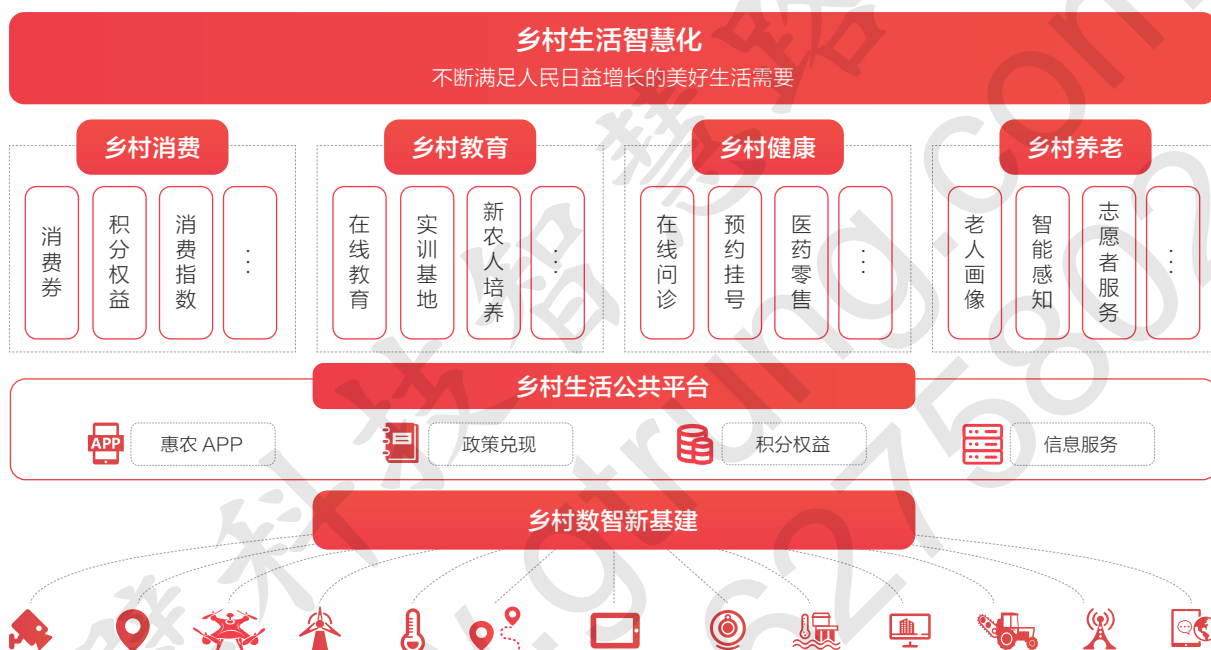 乡村生活智慧化
不断满足人民日益增长的美好生活需要
乡村消费
乡村教育
乡村健康
乡村养老
消费券
积分权益
消费指数
...
在线教育
实训基地
新农人培养
...
在线问诊
预约挂号
医药零售
...
老人画像
智能感知
志愿者服务
...
乡村生活公共平台
APP
惠农 APP
政策兑现
积分权益
信息服务
乡村数智新基建